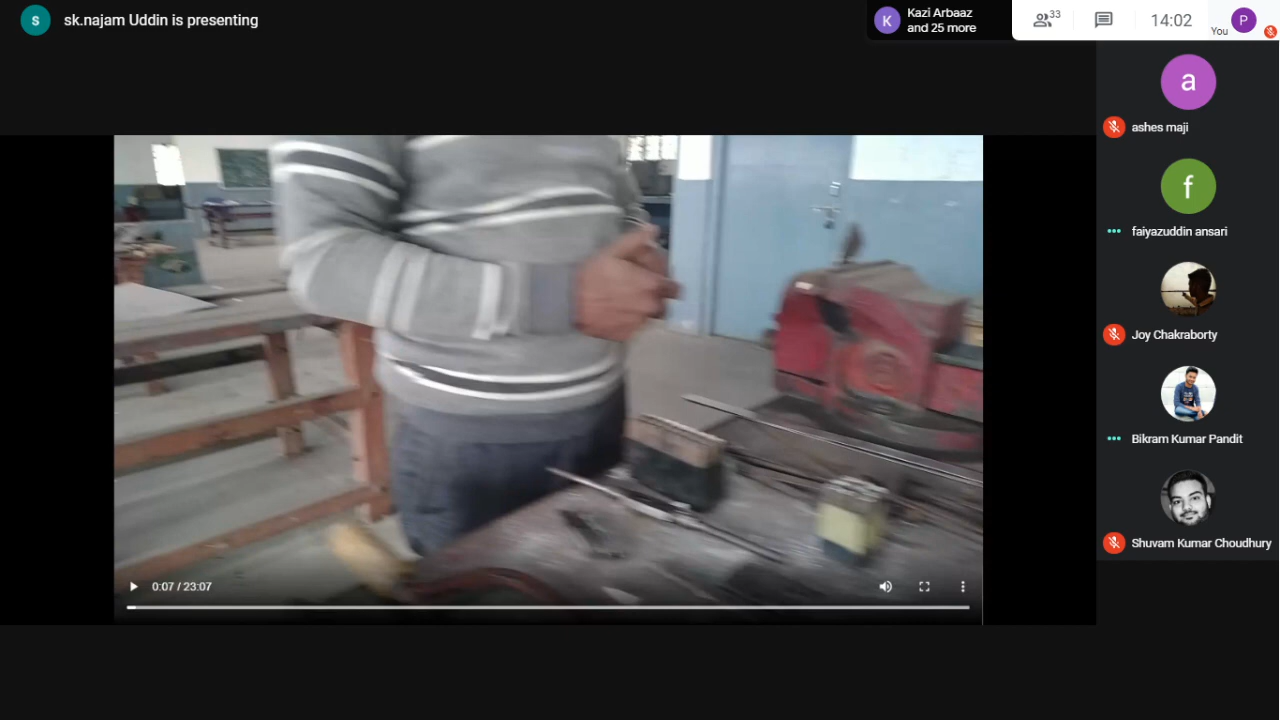 s
sk.najam Uddin is presenting
K
Kazi Arbaaz
and 25 more
33
14:02
You
P
a
ashes maji
f
faiyazuddin ansari
Joy Chakraborty
Bikram Kumar Pandit
Shuvam Kumar Choudhury
0:07 / 23:07